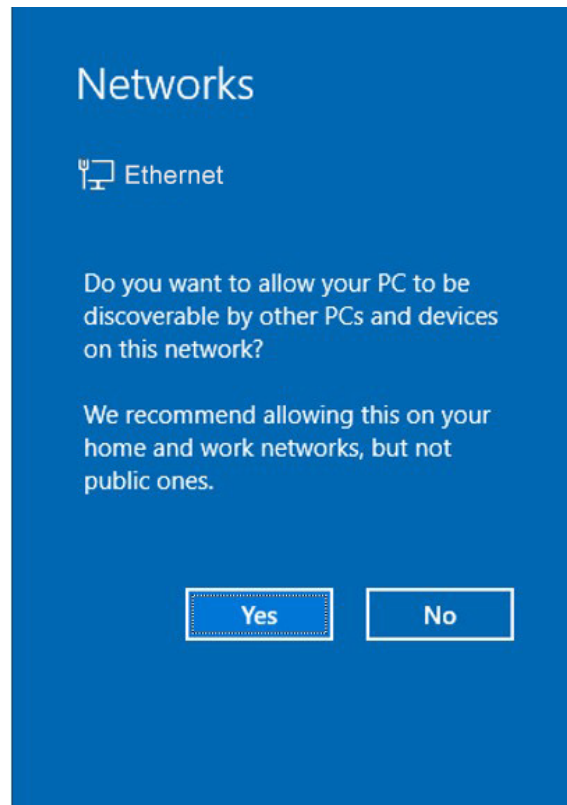 Networks
Ethernet
Do you want to allow your PC to be
discoverable by other PCs and devices
on this network?
We recommend allowing this on your
home and work networks, but not
public ones.
Yes
No